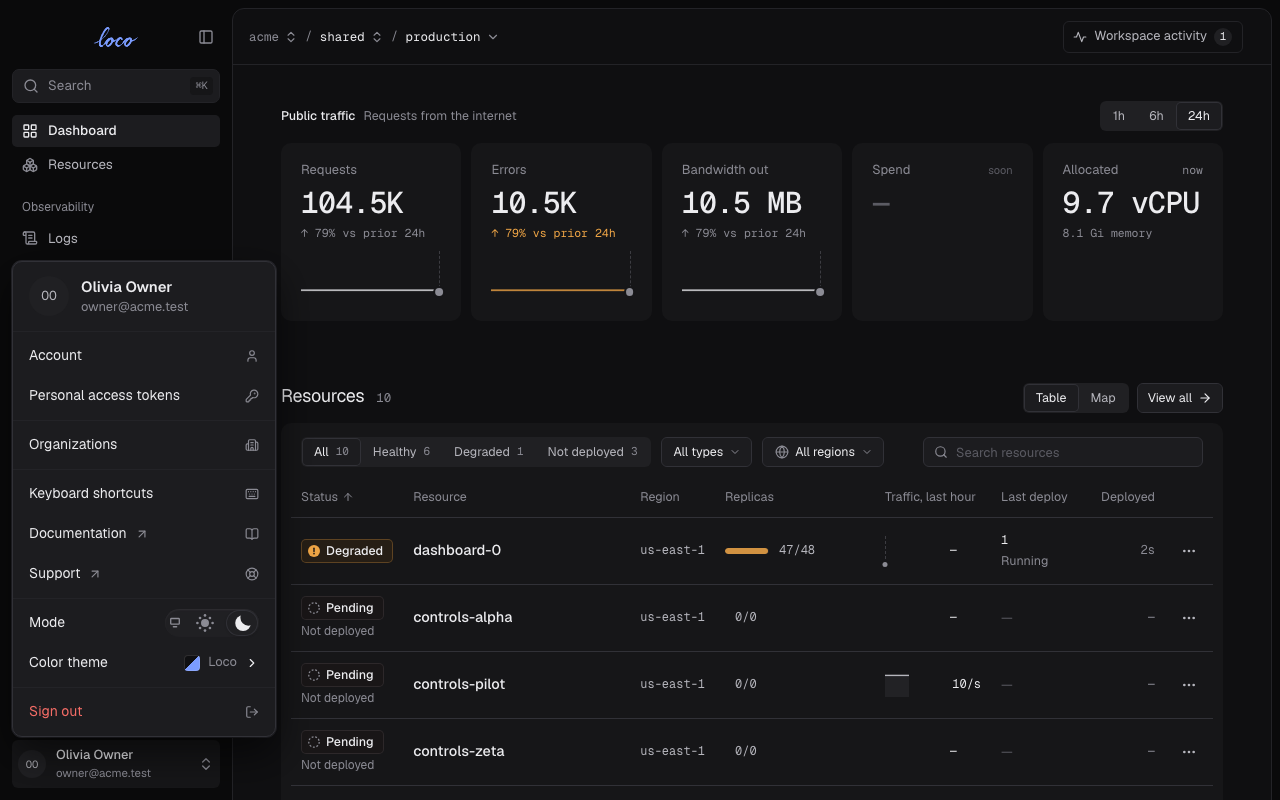 loco
acme / shared / production
Workspace activity 1
Search ⌘K
Dashboard
Resources
Observability
Logs
Public traffic Requests from the internet
1h 6h 24h
Requests
104.5K
↑ 79% vs prior 24h
Errors
10.5K
↑ 79% vs prior 24h
Bandwidth out
10.5 MB
↑ 79% vs prior 24h
Spend soon
—
Allocated now
9.7 vCPU
8.1 Gi memory
OO Olivia Owner
owner@acme.test
Account
Personal access tokens
Organizations
Keyboard shortcuts
Documentation
Support
Mode
Color theme Loco
Sign out
OO Olivia Owner
owner@acme.test
Resources 10
Table Map View all →
All 10 Healthy 6 Degraded 1 Not deployed 3 All types All regions Search resources
Status ↑ Resource Region Replicas Traffic, last hour Last deploy Deployed
Degraded dashboard-0 us-east-1 47/48 – 1 Running 2s
Pending Not deployed controls-alpha us-east-1 0/0 – — –
Pending Not deployed controls-pilot us-east-1 0/0 10/s — –
Pending Not deployed controls-zeta us-east-1 0/0 – — –